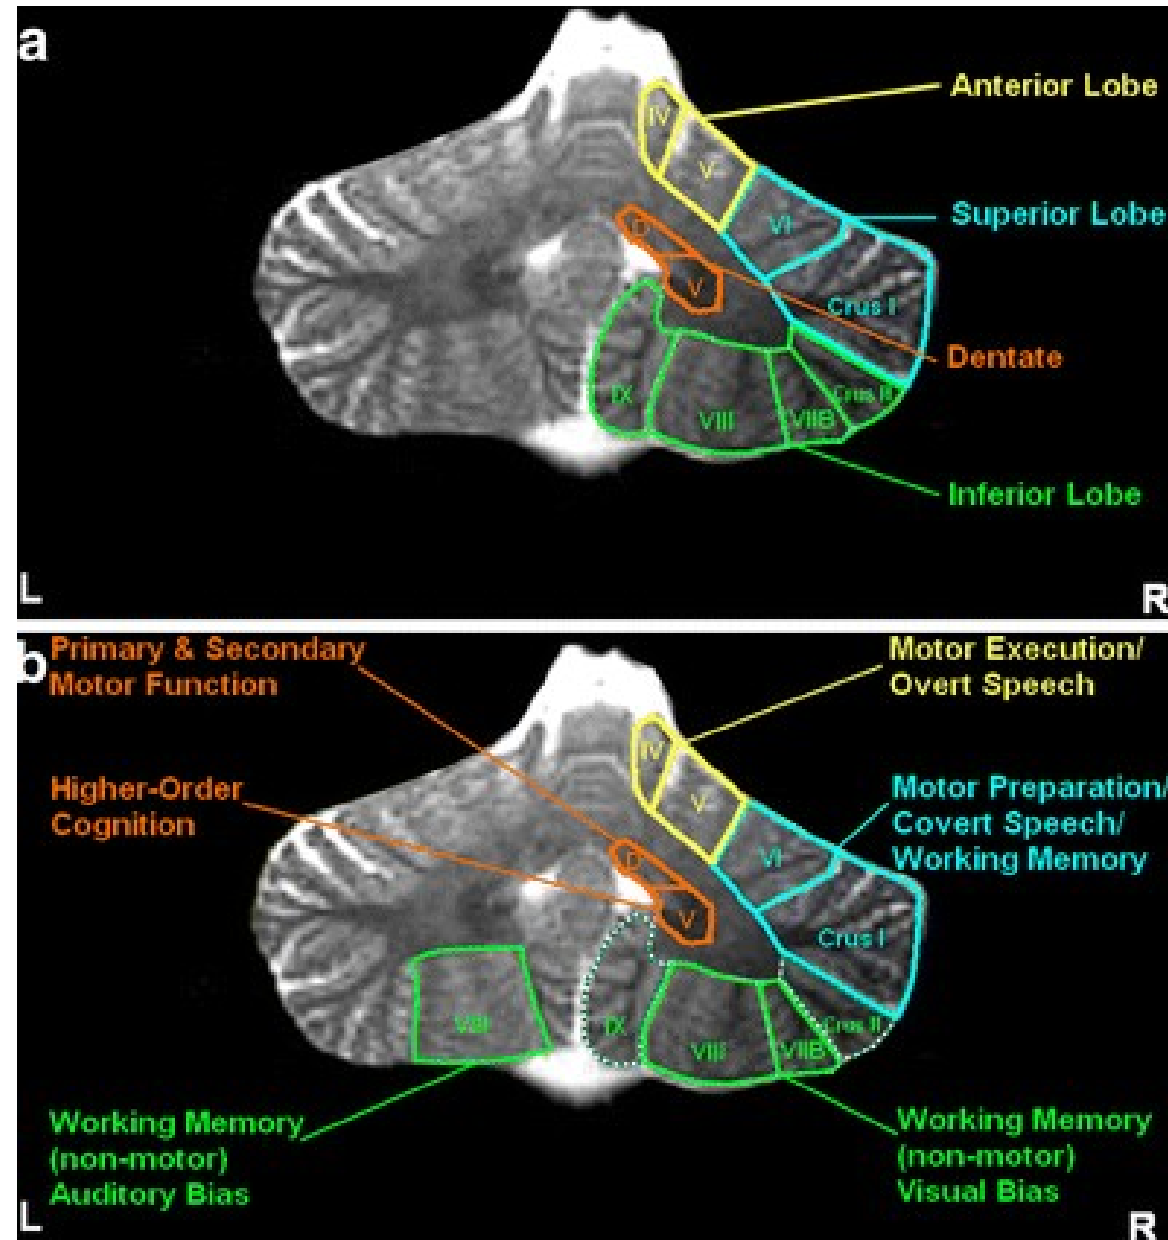 a
Anterior Lobe
IV
V
VI
Superior Lobe
D
V
Crus I
Dentate
IX
VIII
VIIB
Crus II
Inferior Lobe
L
R
b
Primary & Secondary
Motor Function
Motor Execution/
Overt Speech
IV
V
Higher-Order
Cognition
Motor Preparation/
Covert Speech/
Working Memory
VI
D
V
Crus I
VIII
IX
VIII
VIIB
Crus II
Working Memory
(non-motor)
Auditory Bias
Working Memory
(non-motor)
Visual Bias
L
R